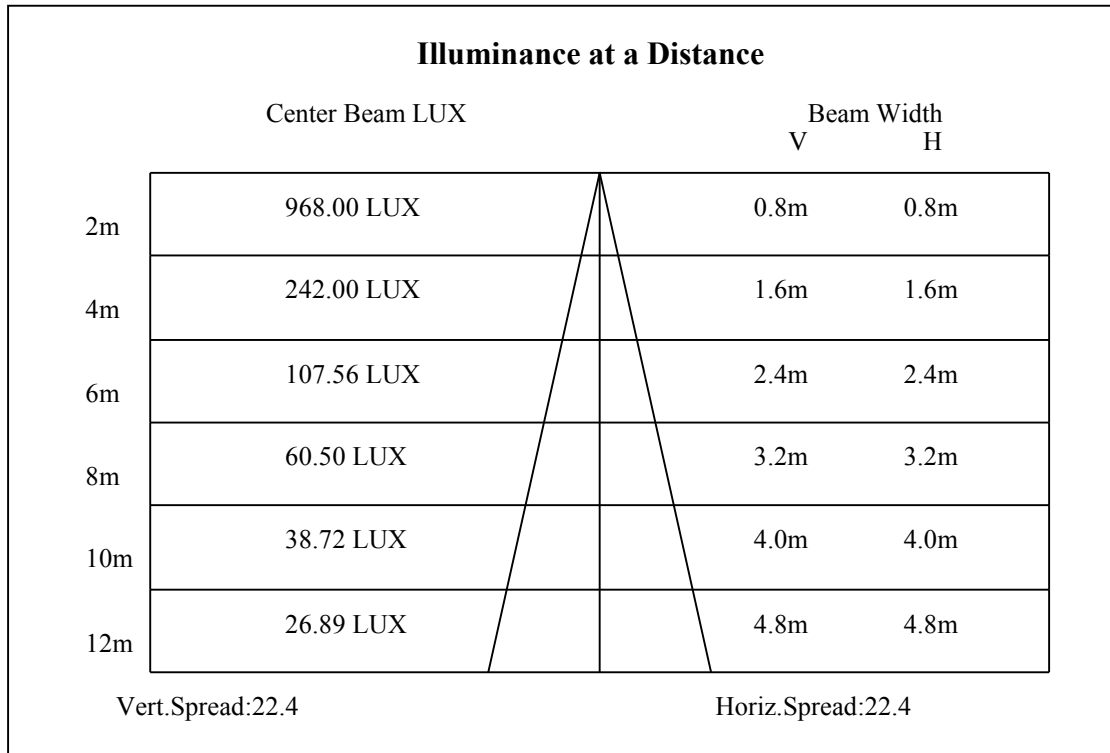 Illuminance at a Distance
Center Beam LUX Beam Width
V H
2m 968.00 LUX 0.8m 0.8m
4m 242.00 LUX 1.6m 1.6m
6m 107.56 LUX 2.4m 2.4m
8m 60.50 LUX 3.2m 3.2m
10m 38.72 LUX 4.0m 4.0m
12m 26.89 LUX 4.8m 4.8m
Vert.Spread:22.4 Horiz.Spread:22.4